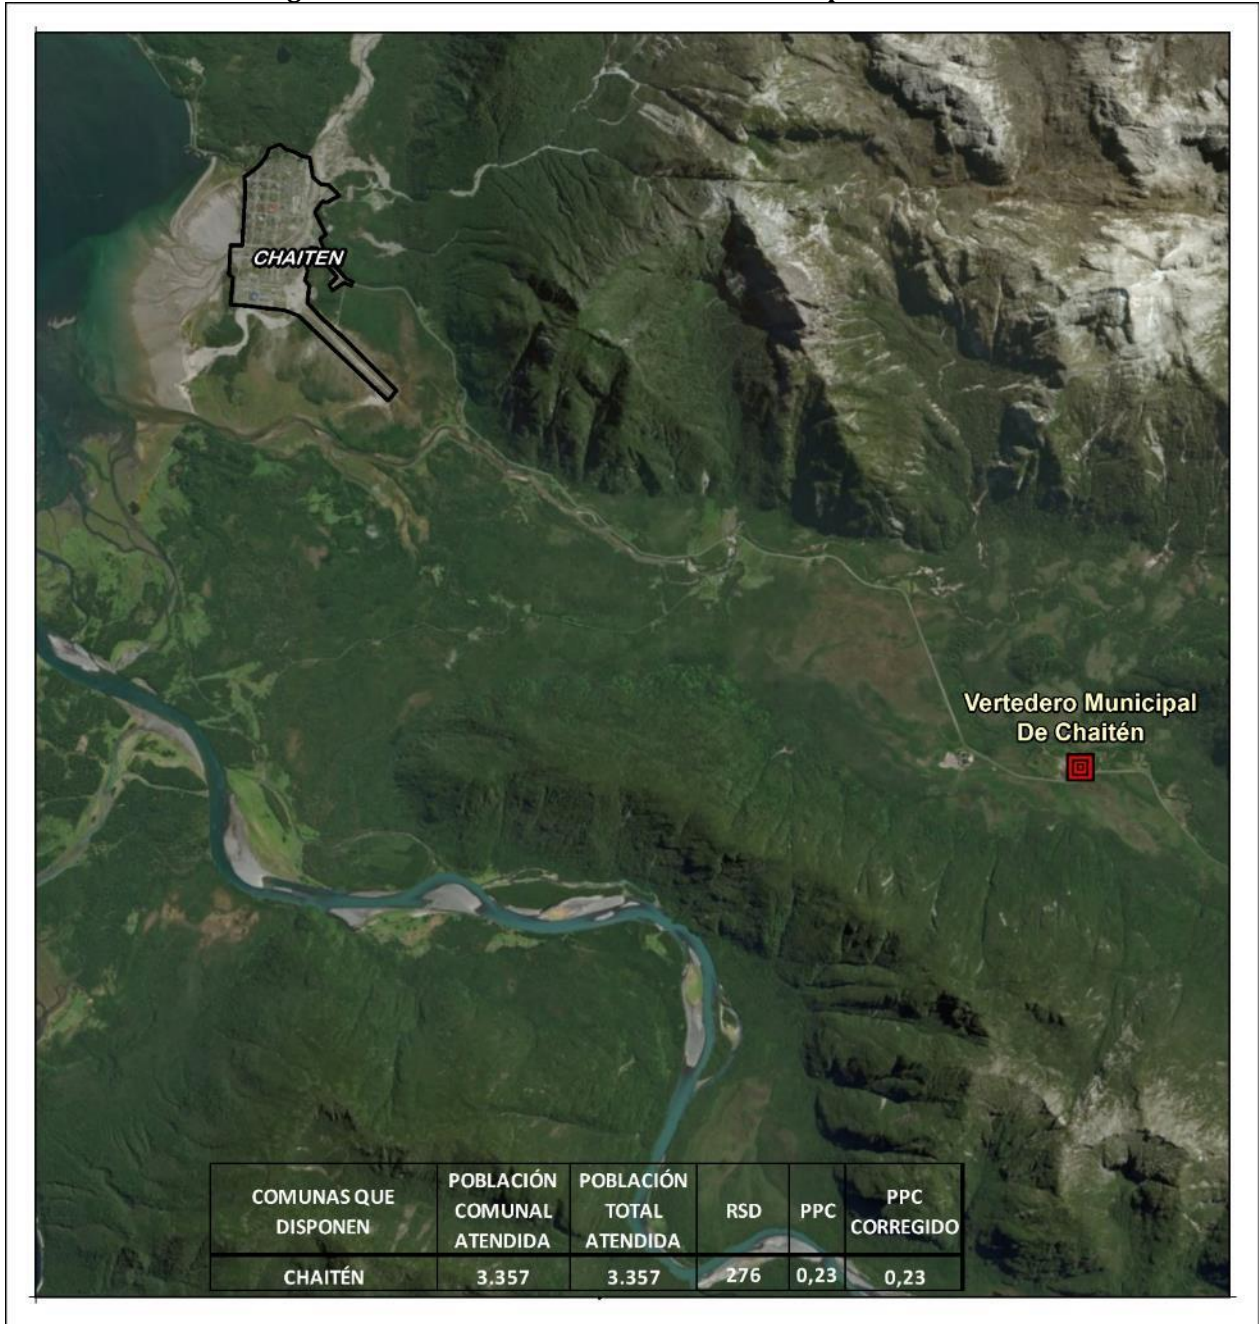 CHAITEN
Vertedero Municipal
De Chaitén
COMUNAS QUE
DISPONEN
POBLACIÓN
COMUNAL
ATENDIDA
POBLACIÓN
TOTAL
ATENDIDA
RSD
PPC
PPC
CORREGIDO
CHAITÉN
3.357
3.357
276
0,23
0,23